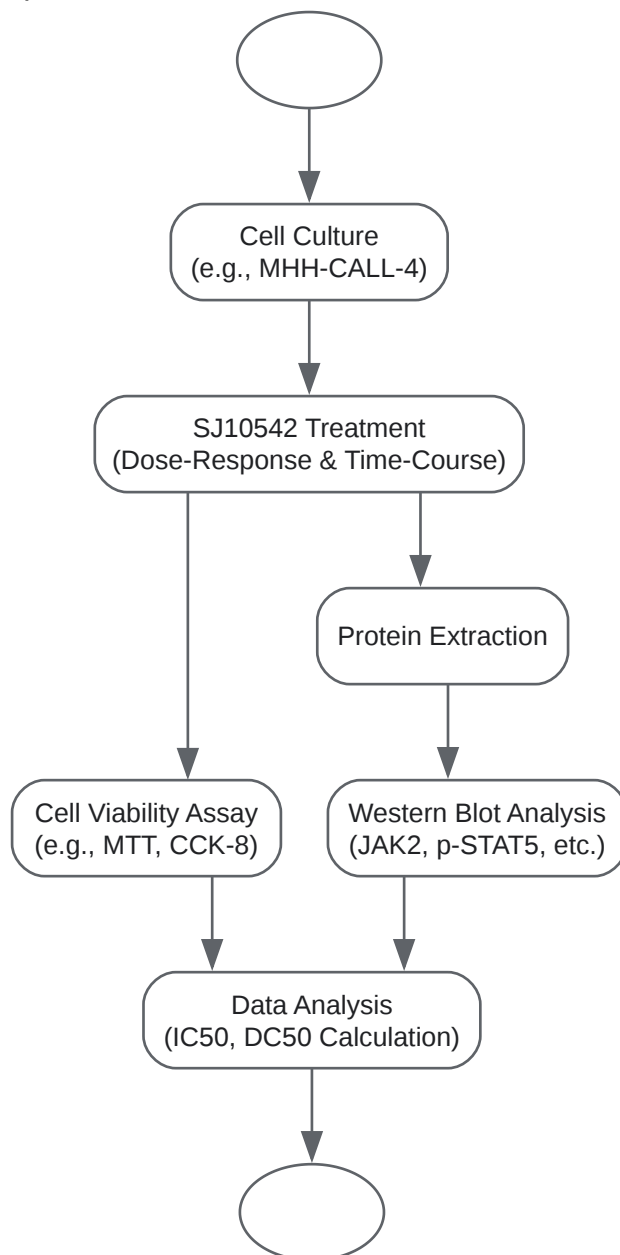 Cell Culture
(e.g., MHH-CALL-4)
SJ10542 Treatment
(Dose-Response & Time-Course)
Protein Extraction
Cell Viability Assay
(e.g., MTT, CCK-8)
Western Blot Analysis
(JAK2, p-STAT5, etc.)
Data Analysis
(IC50, DC50 Calculation)